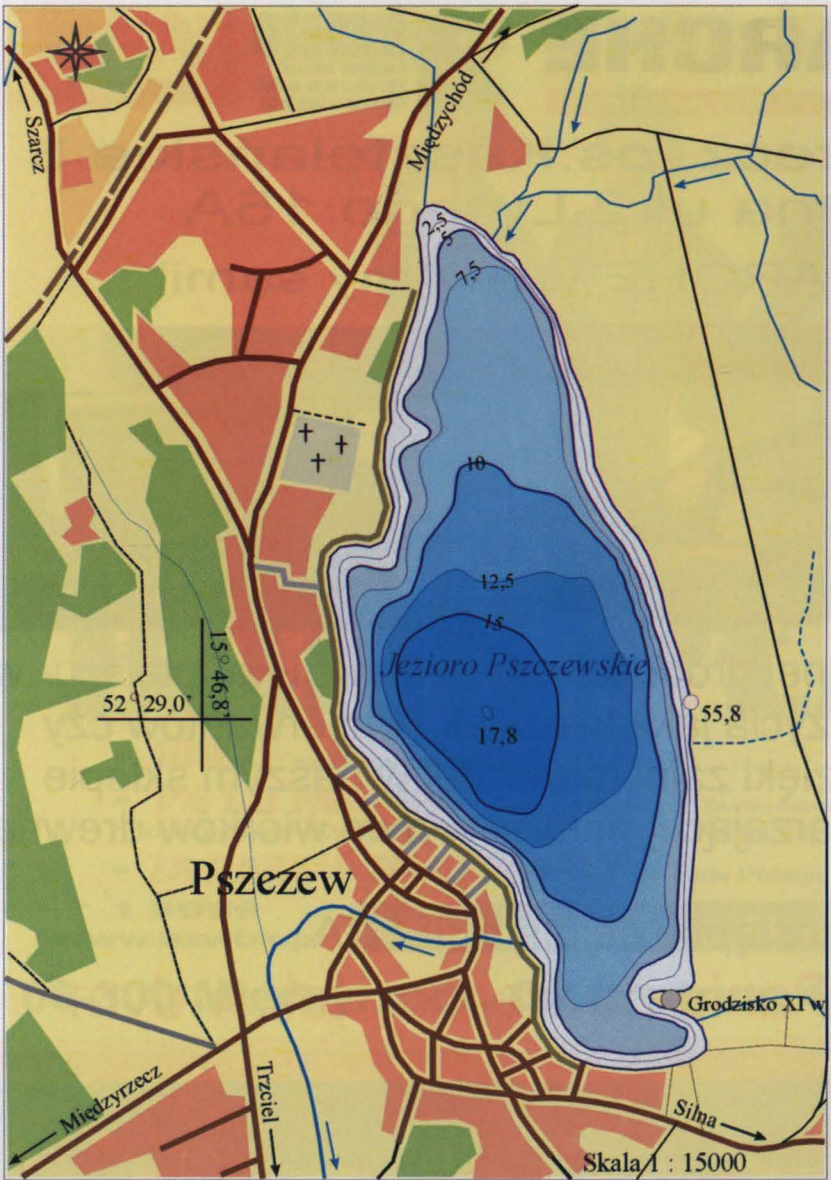 Szarcz
Międzychód
2,5
5
7,5
10
12,5
15
Jezioro Pszczewskie
17,8
55,8
15° 46,8'
52° 29,0'
Pszczew
Grodzisko XI w
Międzyrzecz
Trzciel
Silna
Skala 1 : 15000